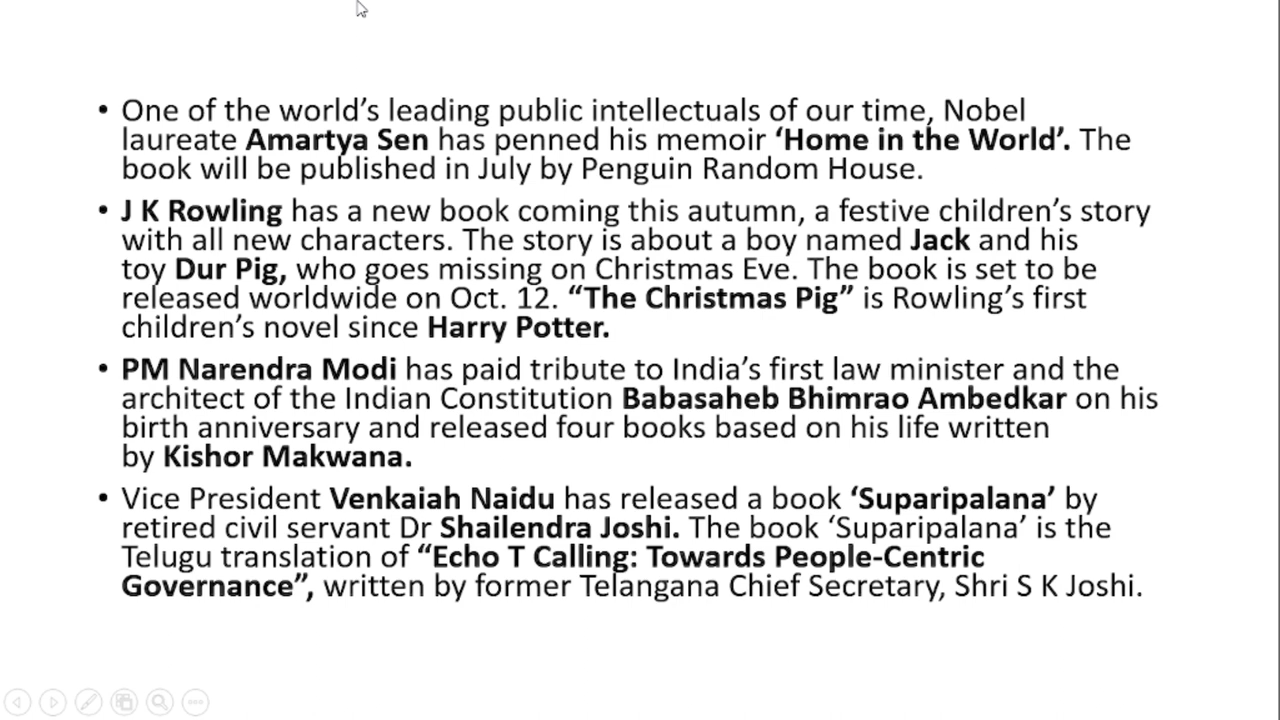 • One of the world’s leading public intellectuals of our time, Nobel
laureate Amartya Sen has penned his memoir ‘Home in the World’. The
book will be published in July by Penguin Random House.
• J K Rowling has a new book coming this autumn, a festive children’s story
with all new characters. The story is about a boy named Jack and his
toy Dur Pig, who goes missing on Christmas Eve. The book is set to be
released worldwide on Oct. 12. “The Christmas Pig” is Rowling’s first
children’s novel since Harry Potter.
• PM Narendra Modi has paid tribute to India’s first law minister and the
architect of the Indian Constitution Babasaheb Bhimrao Ambedkar on his
birth anniversary and released four books based on his life written
by Kishor Makwana.
• Vice President Venkaiah Naidu has released a book ‘Suparipalana’ by
retired civil servant Dr Shailendra Joshi. The book ‘Suparipalana’ is the
Telugu translation of “Echo T Calling: Towards People-Centric
Governance”, written by former Telangana Chief Secretary, Shri S K Joshi.